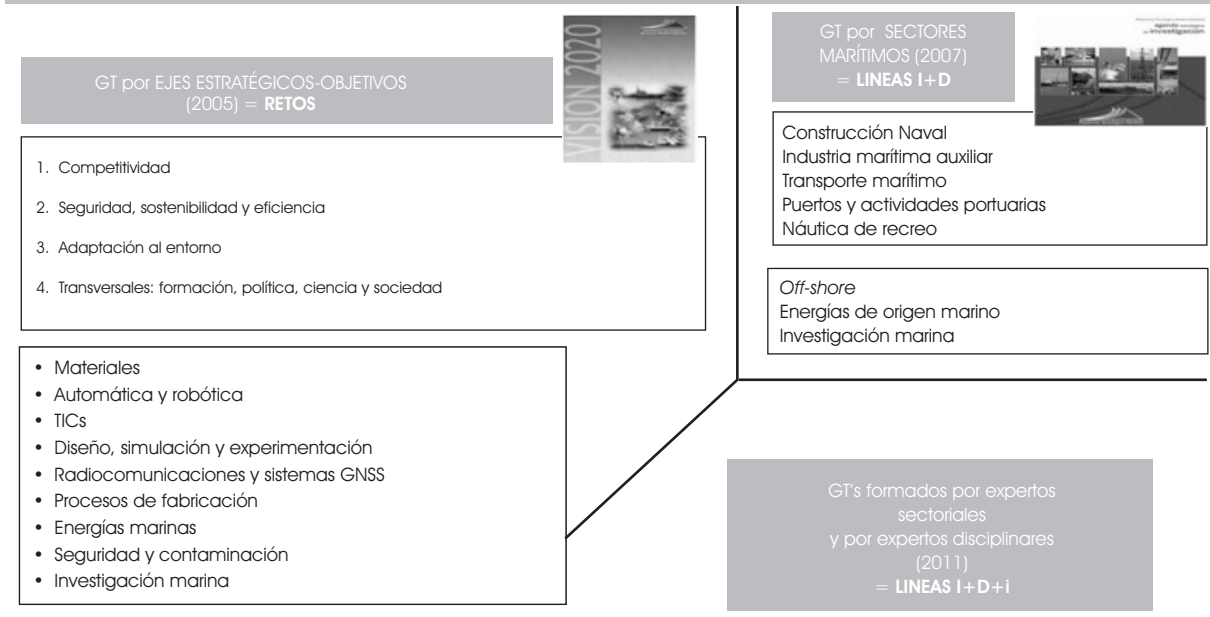 GT por EJES ESTRATÉGICOS-OBJETIVOS
(2005) = RETOS
VISION 2020
1. Competitividad
2. Seguridad, sostenibilidad y eficiencia
3. Adaptación al entorno
4. Transversales: formación, política, ciencia y sociedad
• Materiales
• Automática y robótica
• TICs
• Diseño, simulación y experimentación
• Radiocomunicaciones y sistemas GNSS
• Procesos de fabricación
• Energías marinas
• Seguridad y contaminación
• Investigación marina
GT por SECTORES
MARÍTIMOS (2007)
= LINEAS I+D
agenda estratégica
de investigación
Construcción Naval
Industria marítima auxiliar
Transporte marítimo
Puertos y actividades portuarias
Náutica de recreo
Off-shore
Energías de origen marino
Investigación marina
GT's formados por expertos
sectoriales
y por expertos disciplinares
(2011)
= LINEAS I+D+i